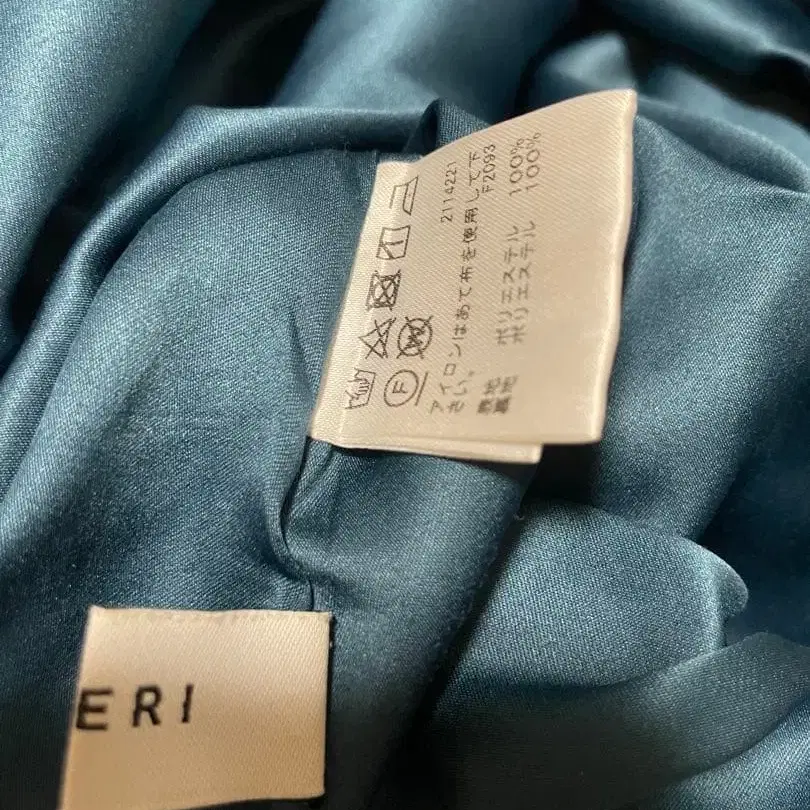 2114221
アイロンはあて布を使用して下
さい。 F2093
表地 ポリエステル 100%
裏地 ポリエステル 100%
F
ERI